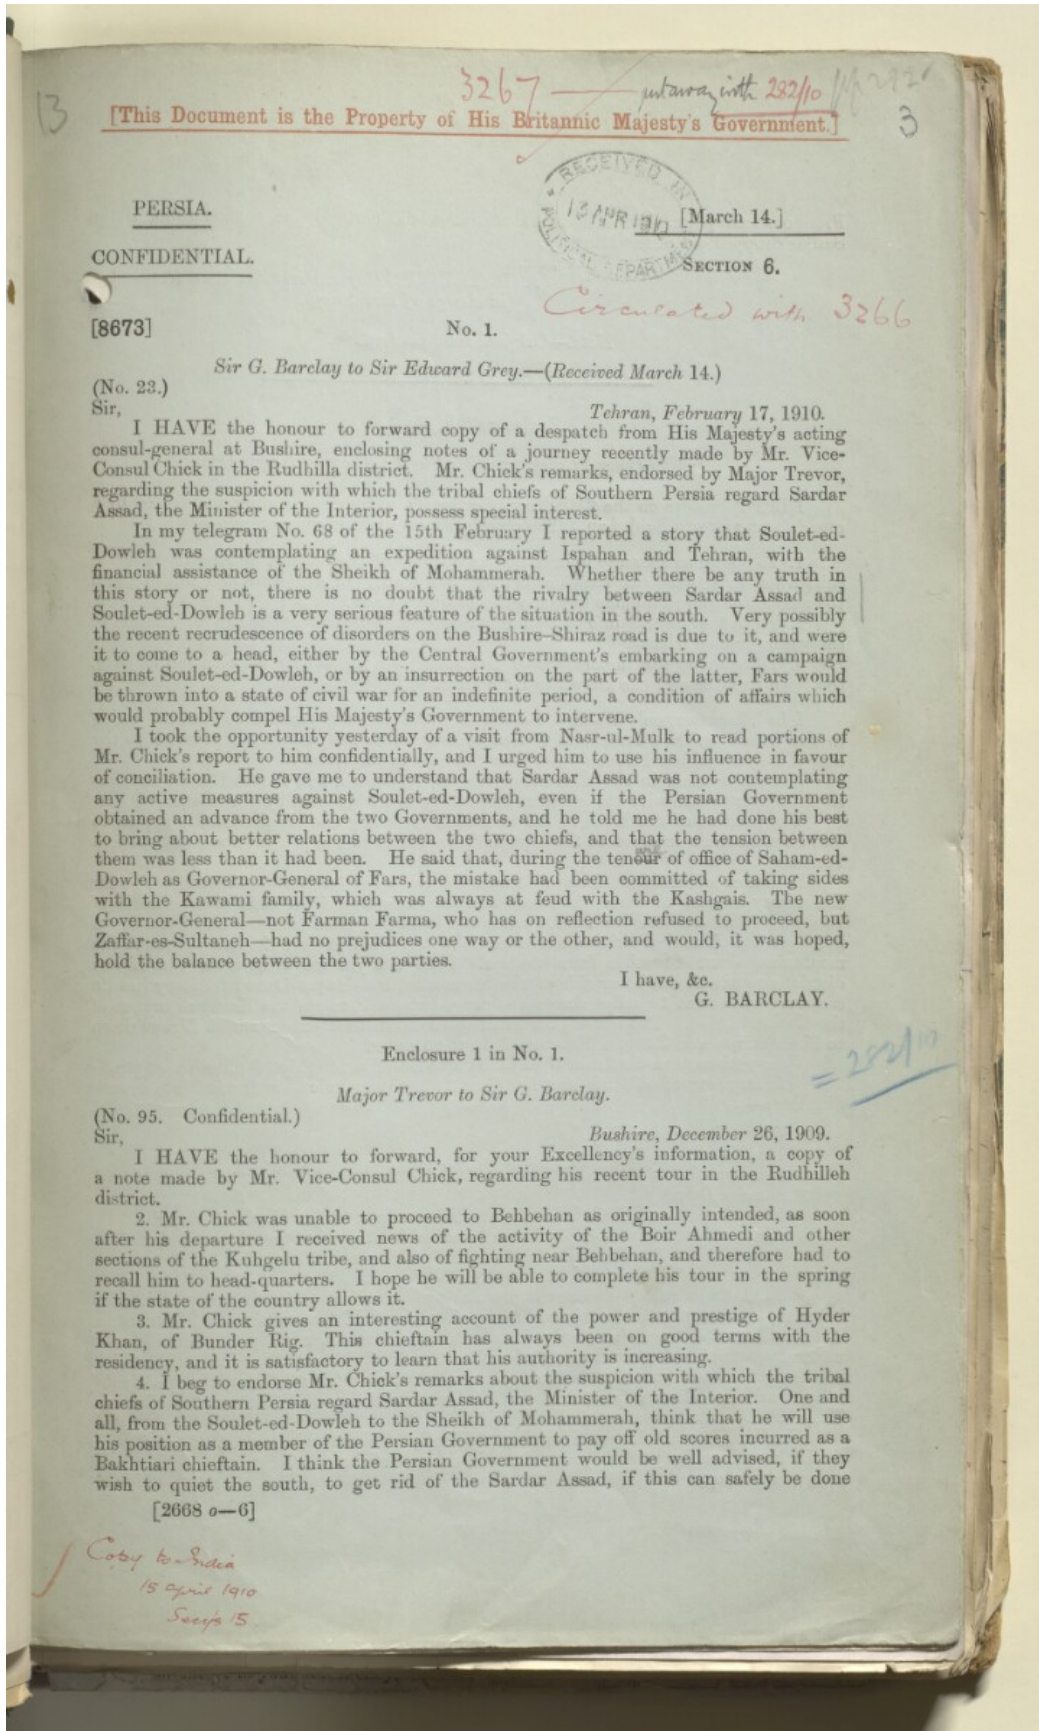 3267 — put away with 282/10
13
[This Document is the Property of His Britannic Majesty's Government.]
3
RECEIVED IN
13 APR 1910
POLITICAL DEPARTMENT
PERSIA.
[March 14.]
CONFIDENTIAL.
SECTION 6.
Circulated with 3266
[8673]
No. 1.
Sir G. Barclay to Sir Edward Grey.—(Received March 14.)
(No. 23.)
Sir,
Tehran, February 17, 1910.
I HAVE the honour to forward copy of a despatch from His Majesty's acting
consul-general at Bushire, enclosing notes of a journey recently made by Mr. Vice-
Consul Chick in the Rudhilla district. Mr. Chick's remarks, endorsed by Major Trevor,
regarding the suspicion with which the tribal chiefs of Southern Persia regard Sardar
Assad, the Minister of the Interior, possess special interest.
In my telegram No. 68 of the 15th February I reported a story that Soulet-ed-
Dowleh was contemplating an expedition against Ispahan and Tehran, with the
financial assistance of the Sheikh of Mohammerah. Whether there be any truth in
this story or not, there is no doubt that the rivalry between Sardar Assad and
Soulet-ed-Dowleh is a very serious feature of the situation in the south. Very possibly
the recent recrudescence of disorders on the Bushire–Shiraz road is due to it, and were
it to come to a head, either by the Central Government's embarking on a campaign
against Soulet-ed-Dowleh, or by an insurrection on the part of the latter, Fars would
be thrown into a state of civil war for an indefinite period, a condition of affairs which
would probably compel His Majesty's Government to intervene.
I took the opportunity yesterday of a visit from Nasr-ul-Mulk to read portions of
Mr. Chick's report to him confidentially, and I urged him to use his influence in favour
of conciliation. He gave me to understand that Sardar Assad was not contemplating
any active measures against Soulet-ed-Dowleh, even if the Persian Government
obtained an advance from the two Governments, and he told me he had done his best
to bring about better relations between the two chiefs, and that the tension between
them was less than it had been. He said that, during the tenour of office of Saham-ed-
Dowleh as Governor-General of Fars, the mistake had been committed of taking sides
with the Kawami family, which was always at feud with the Kashgais. The new
Governor-General—not Farman Farma, who has on reflection refused to proceed, but
Zaffar-es-Sultaneh—had no prejudices one way or the other, and would, it was hoped,
hold the balance between the two parties.
I have, &c.
G. BARCLAY.
Enclosure 1 in No. 1.
= 282/10
Major Trevor to Sir G. Barclay.
(No. 95. Confidential.)
Sir,
Bushire, December 26, 1909.
I HAVE the honour to forward, for your Excellency's information, a copy of
a note made by Mr. Vice-Consul Chick, regarding his recent tour in the Rudhilleh
district.
2. Mr. Chick was unable to proceed to Behbehan as originally intended, as soon
after his departure I received news of the activity of the Boir Ahmedi and other
sections of the Kuhgelu tribe, and also of fighting near Behbehan, and therefore had to
recall him to head-quarters. I hope he will be able to complete his tour in the spring
if the state of the country allows it.
3. Mr. Chick gives an interesting account of the power and prestige of Hyder
Khan, of Bunder Rig. This chieftain has always been on good terms with the
residency, and it is satisfactory to learn that his authority is increasing.
4. I beg to endorse Mr. Chick's remarks about the suspicion with which the tribal
chiefs of Southern Persia regard Sardar Assad, the Minister of the Interior. One and
all, from the Soulet-ed-Dowleh to the Sheikh of Mohammerah, think that he will use
his position as a member of the Persian Government to pay off old scores incurred as a
Bakhtiari chieftain. I think the Persian Government would be well advised, if they
wish to quiet the south, to get rid of the Sardar Assad, if this can safely be done
[2668 o—6]
Copy to India
15 April 1910
Secy's 15